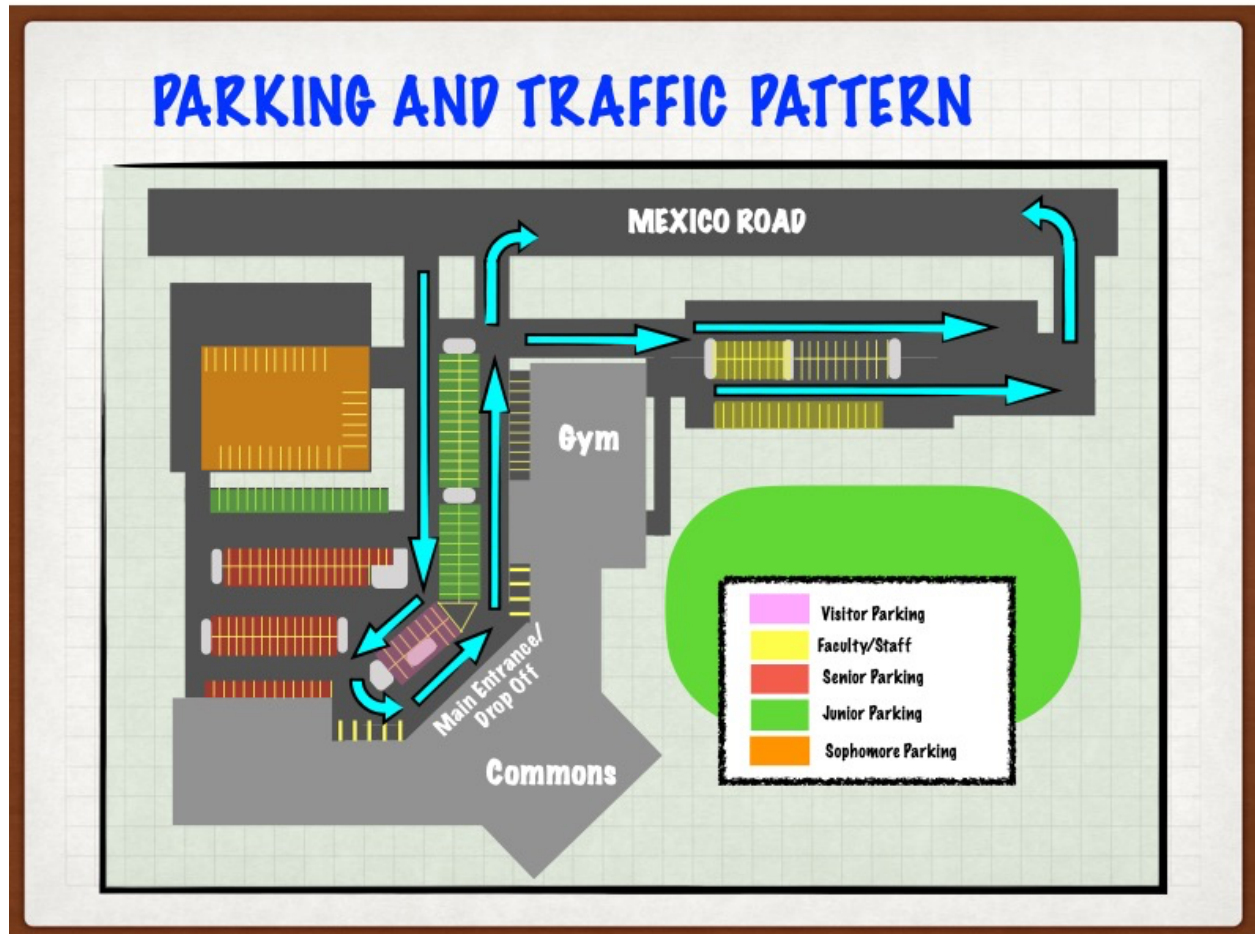 PARKING AND TRAFFIC PATTERN
MEXICO ROAD
Gym
Main Entrance/
Drop Off
Commons
Visitor Parking
Faculty/Staff
Senior Parking
Junior Parking
Sophomore Parking